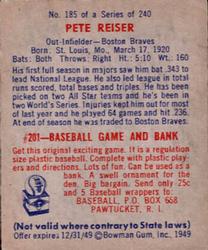 No. 185 of a Series of 240
PETE REISER
Out-Infielder—Boston Braves
Born: St. Louis, Mo., March 17, 1920
Bats: Both Throws: Right Ht.: 5:10 Wt.: 160
His first full season in majors saw him bat .343 to
lead National League. He also led league in total
runs scored, total bases and triples. He has been
picked on two All Star teams and he's been in
two World's Series. Injuries kept him out for most
of last year and he played 64 games and hit .236.
At end of season he was traded to Boston Braves.
#201—BASEBALL GAME AND BANK
Get this original exciting game. It is a regulation
size plastic baseball. Complete with plastic players
and directions. Lots of fun. Can be used as
a bank. A swell ornament for
the den. Big bargain. Send only 25c
and 5 Baseball wrappers to:
BASEBALL, P.O. BOX 658
PAWTUCKET, R. I.
(Not valid where contrary to State laws)
Offer expires 12/31/49 ©Bowman Gum, Inc. 1949